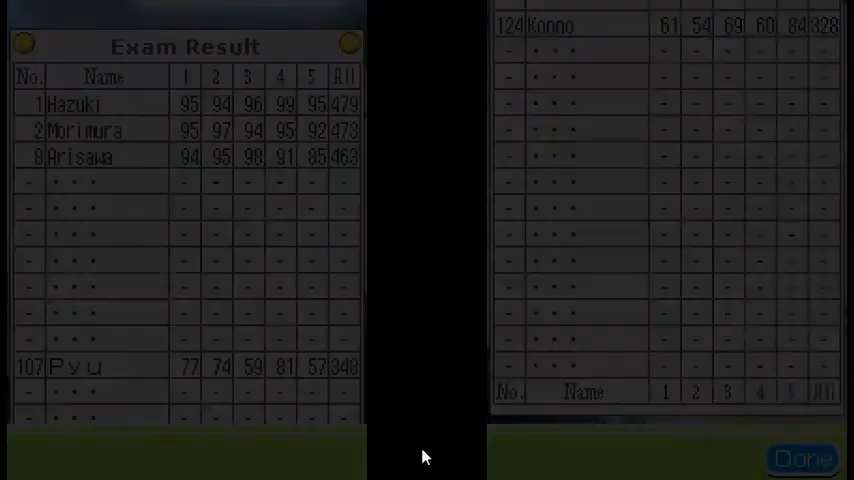 Exam Result
No. Name 1 2 3 4 5 All
1 Hazuki 95 94 96 99 95 479
2 Morimura 95 97 94 95 92 473
8 Arisawa 94 95 98 91 85 463
- ・・・ - - - - - -
- ・・・ - - - - - -
- ・・・ - - - - - -
- ・・・ - - - - - -
- ・・・ - - - - - -
- ・・・ - - - - - -
- ・・・ - - - - - -
107 Pyu 77 74 59 81 57 348
- ・・・ - - - - - -
- ・・・ - - - - - -
124 Konno 61 54 69 60 84 328
- ・・・ - - - - - -
- ・・・ - - - - - -
- ・・・ - - - - - -
- ・・・ - - - - - -
- ・・・ - - - - - -
- ・・・ - - - - - -
- ・・・ - - - - - -
- ・・・ - - - - - -
- ・・・ - - - - - -
- ・・・ - - - - - -
- ・・・ - - - - - -
- ・・・ - - - - - -
- ・・・ - - - - - -
No. Name 1 2 3 4 5 All
Done